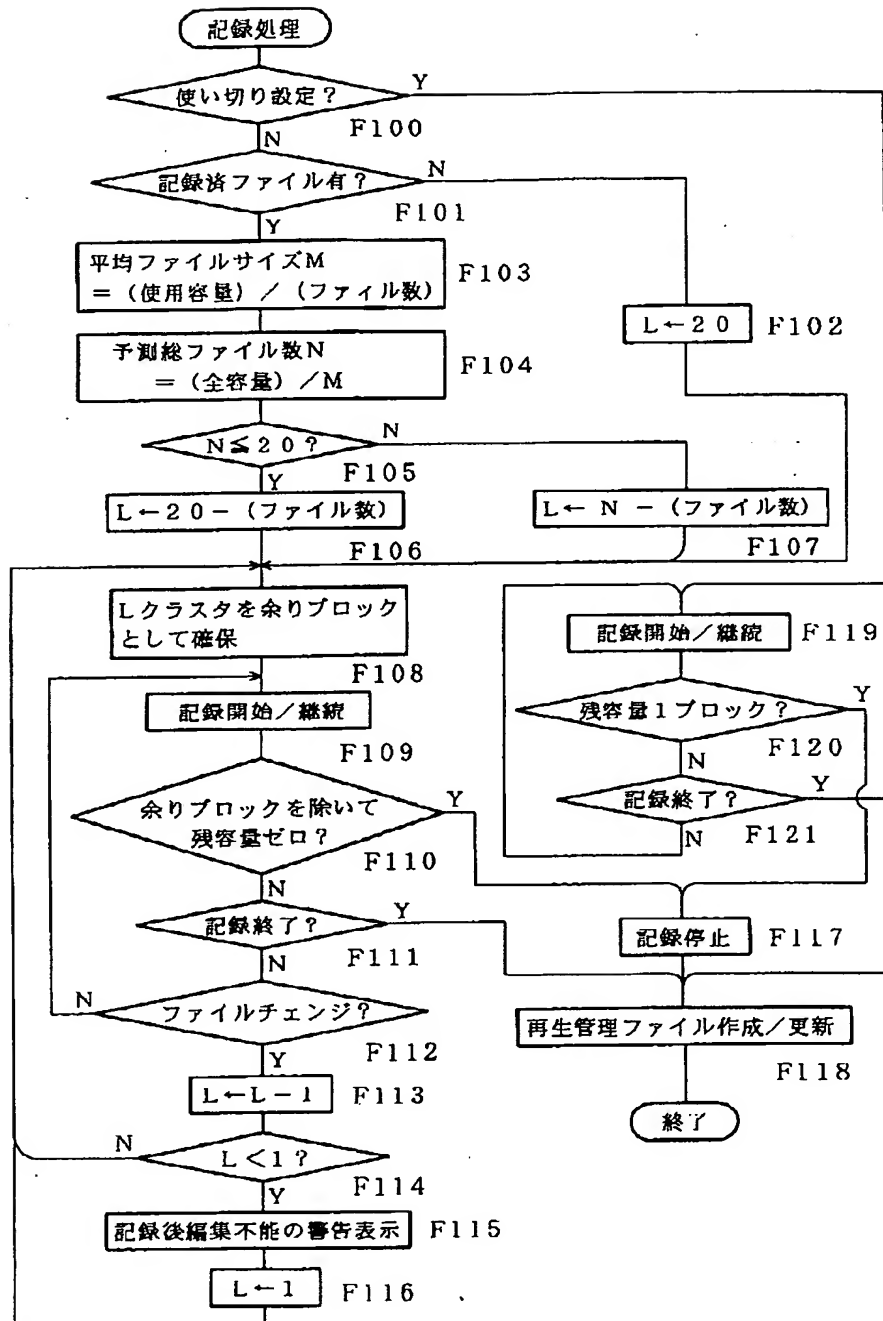 記録処理
使い切り設定？
Y
F100
N
記録済ファイル有？
N
F101
Y
平均ファイルサイズM
＝（使用容量）／（ファイル数）
F103
L←20
F102
予測総ファイル数N
＝（全容量）／M
F104
N≦20？
N
F105
Y
L←20－（ファイル数）
F106
L← N －（ファイル数）
F107
Lクラスタを余りブロック
として確保
F108
記録開始／継続
F109
余りブロックを除いて
残容量ゼロ？
Y
F110
N
記録終了？
Y
F111
N
ファイルチェンジ？
N
F112
Y
L←L－1
F113
L＜1？
N
F114
Y
記録後編集不能の警告表示
F115
L←1
F116
記録開始／継続
F119
残容量1ブロック？
Y
F120
N
記録終了？
Y
F121
N
記録停止
F117
再生管理ファイル作成／更新
F118
終了